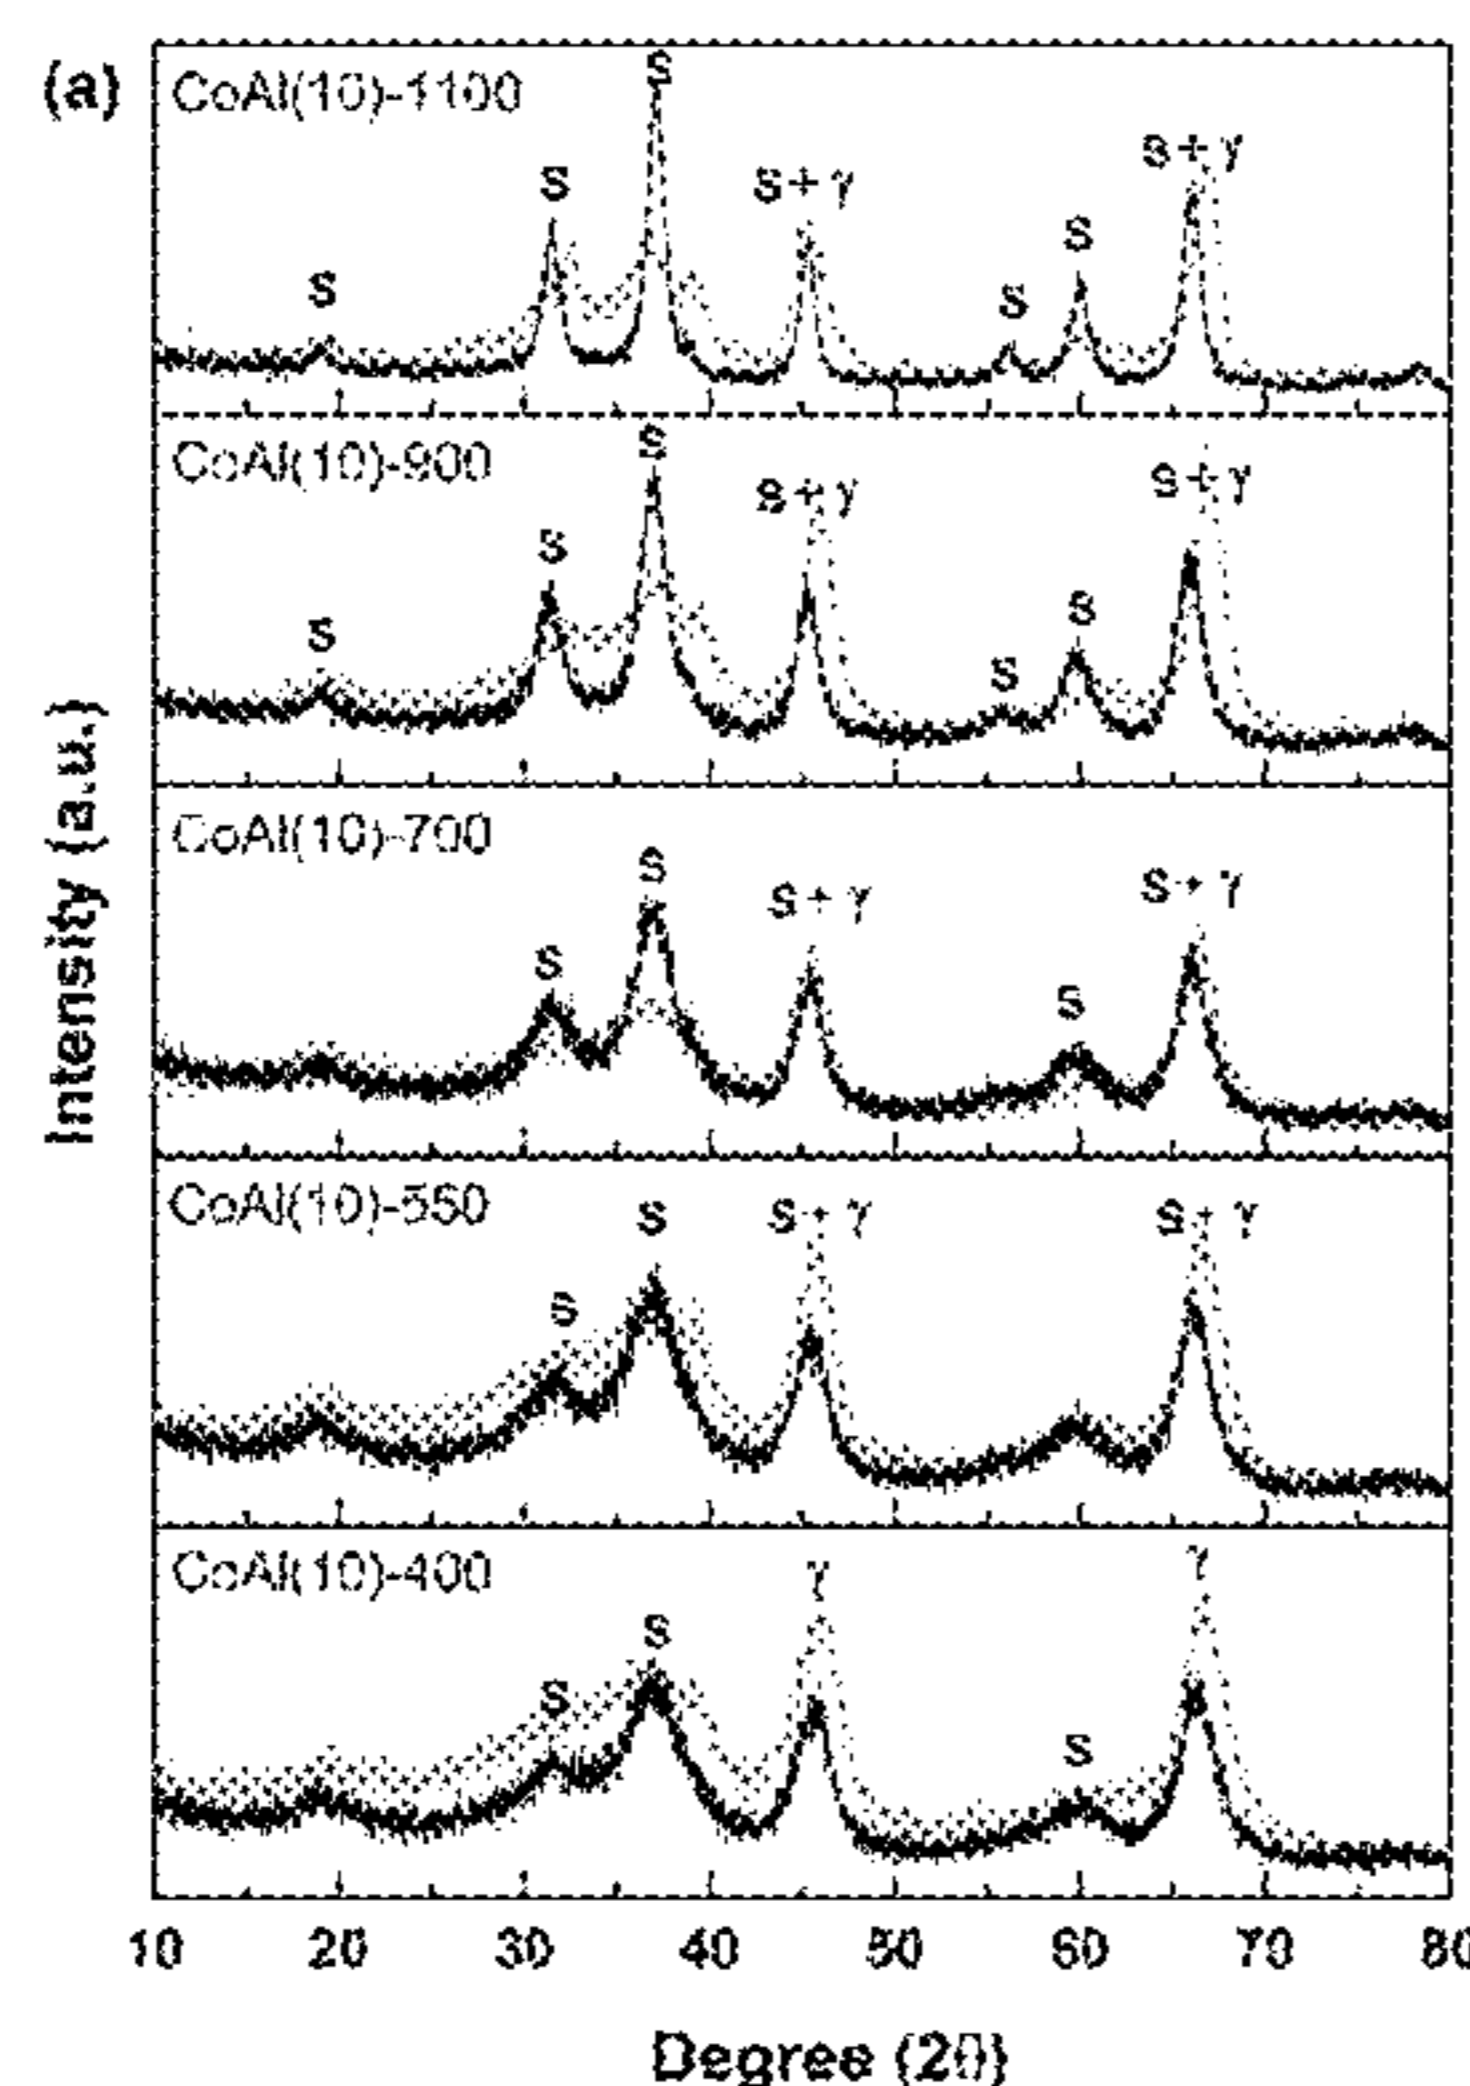 (a)
CoAl(10)-1100
S
S
S
S + γ
S
S
S + γ
CoAl(10)-900
S
S
S
S + γ
S
S
S + γ
CoAl(10)-700
S
S
S + γ
S
S + γ
CoAl(10)-550
S
S
S + γ
S + γ
CoAl(10)-400
S
S
γ
S
γ
Intensity (a.u.)
10 20 30 40 50 60 70 80
Degree (2θ)